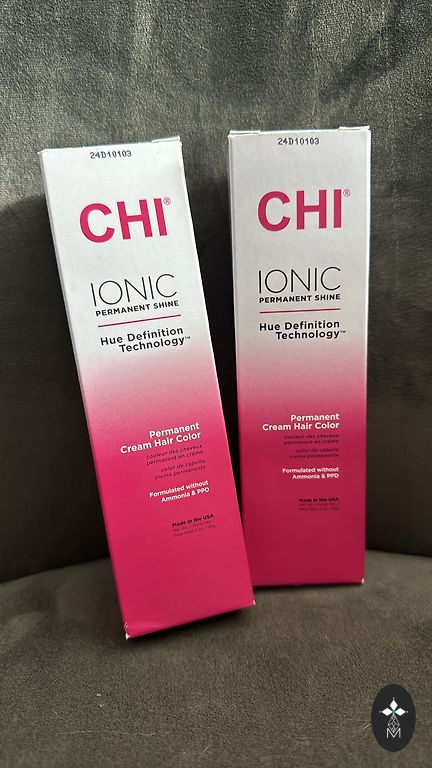 24D10103
CHI®
IONIC
PERMANENT SHINE
Hue Definition
Technology™
Permanent
Cream Hair Color
couleur des cheveux
permanent en crème
color de cabello
crema permanente
Formulated without
Ammonia & PPD
Made in the USA
24D10103
CHI®
IONIC
PERMANENT SHINE
Hue Definition
Technology™
Permanent
Cream Hair Color
couleur des cheveux
permanent en crème
color de cabello
crema permanente
Formulated without
Ammonia & PPD
Made in the USA
M